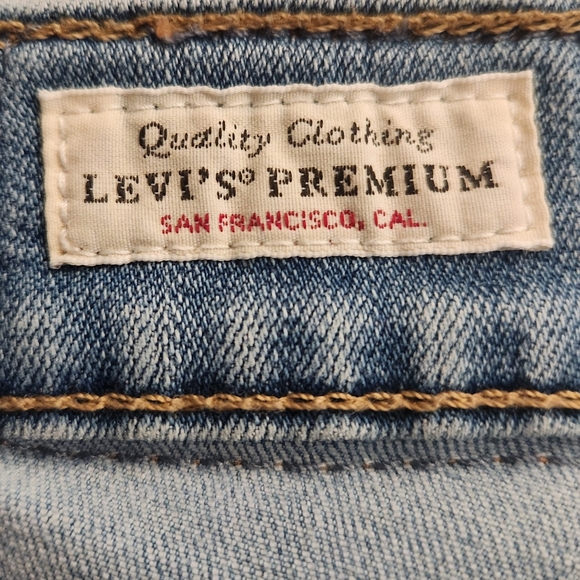 Quality Clothing
LEVI'S® PREMIUM
SAN FRANCISCO, CAL.